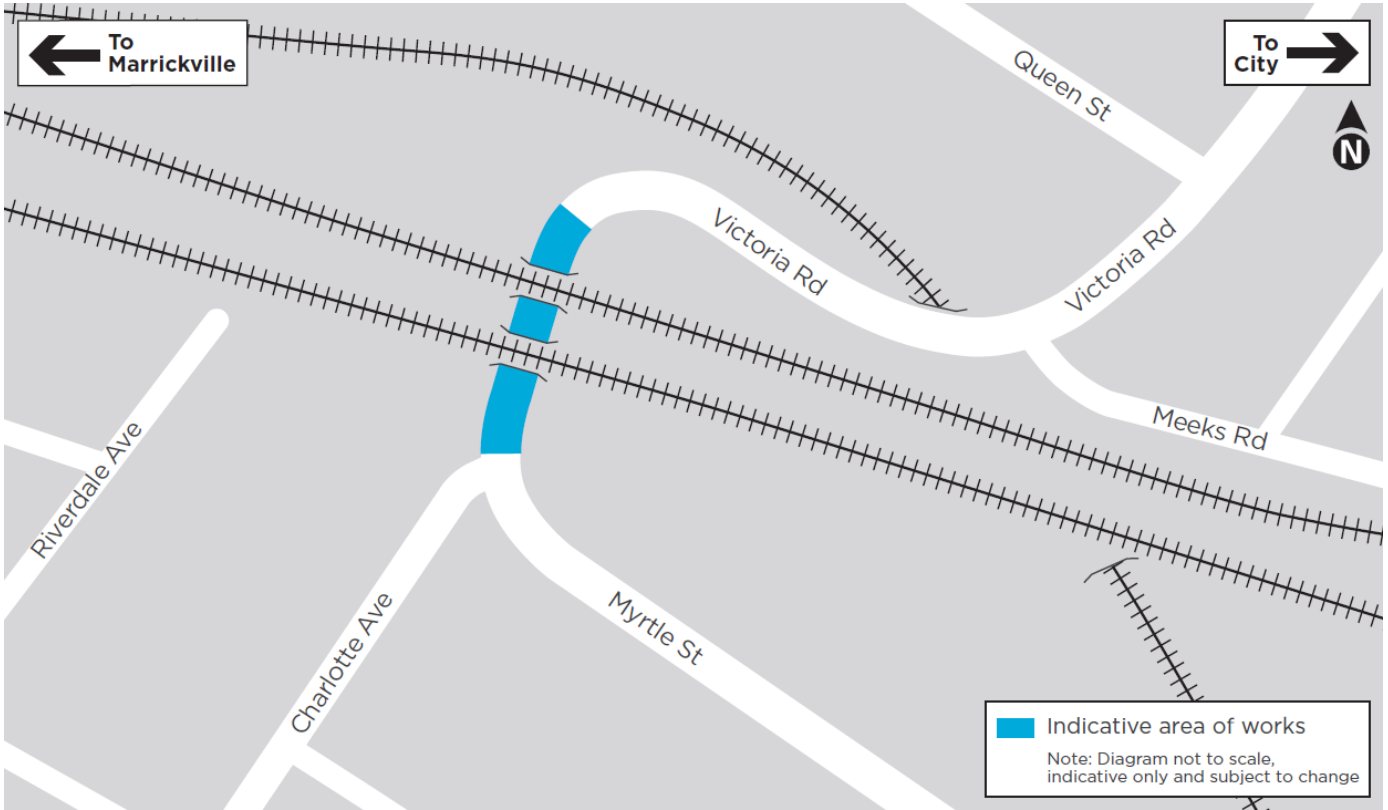 To
Marrickville
To
City
N
Queen St
Victoria Rd
Victoria Rd
Meeks Rd
Riverdale Ave
Charlotte Ave
Myrtle St
Indicative area of works
Note: Diagram not to scale,
indicative only and subject to change